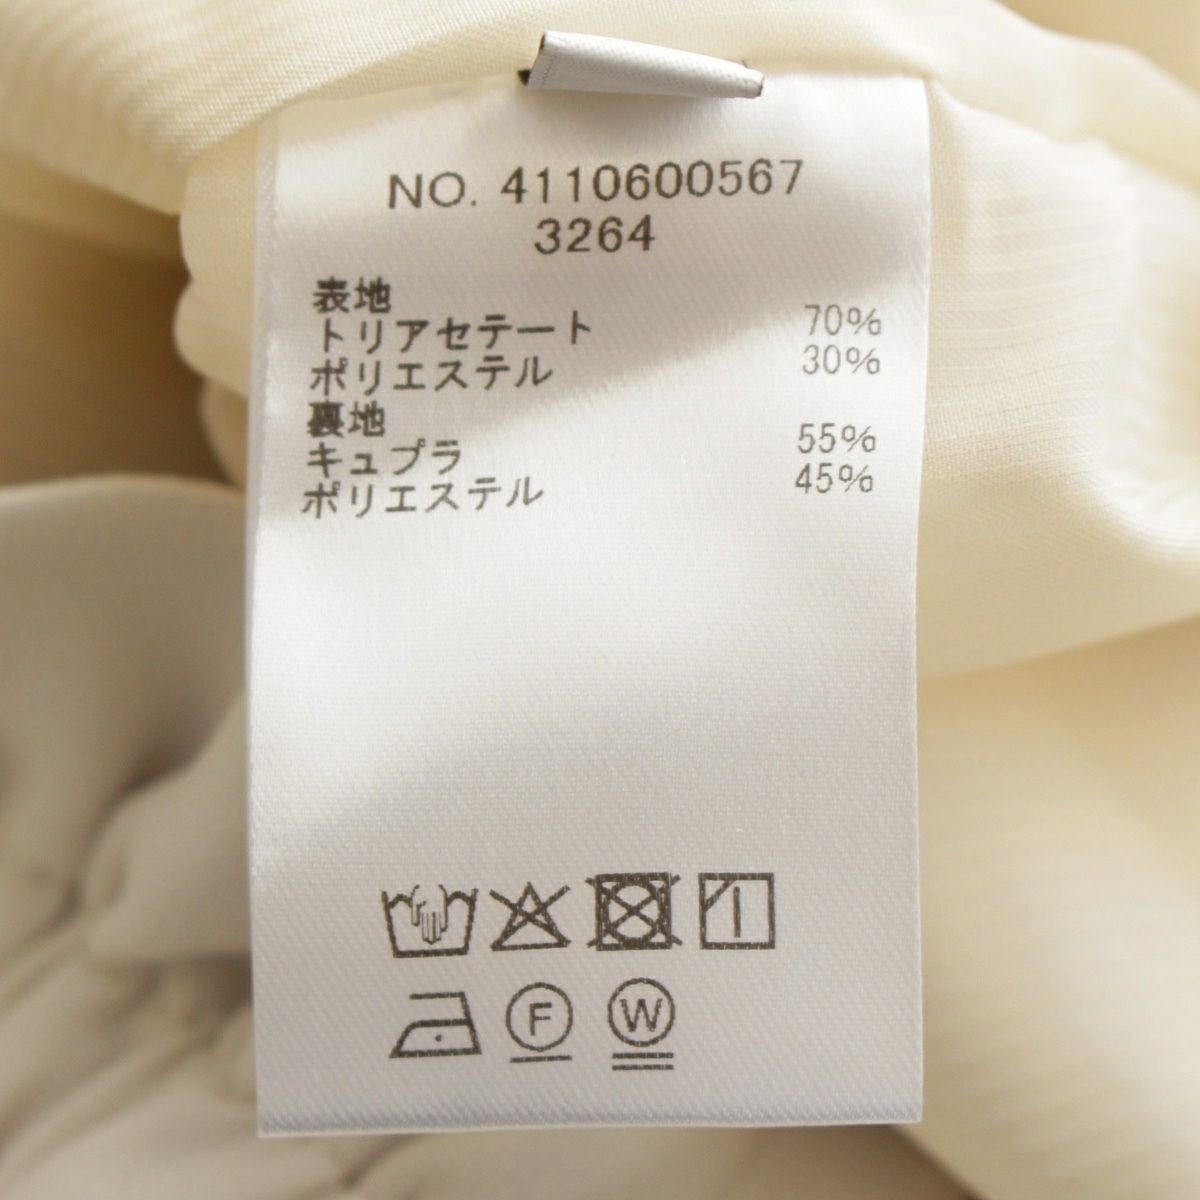 NO. 4110600567
3264
表地
トリアセテート 70%
ポリエステル 30%
裏地
キュプラ 55%
ポリエステル 45%
F W